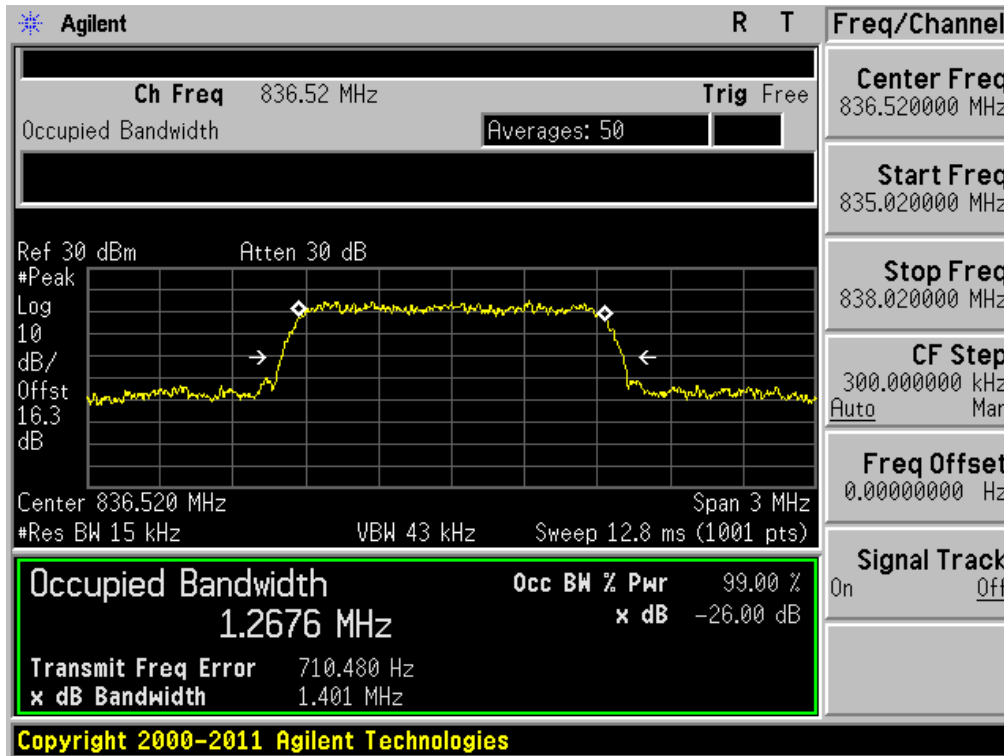 Agilent R T
Ch Freq 836.52 MHz Trig Free
Occupied Bandwidth Averages: 50
Ref 30 dBm Atten 30 dB
#Peak
Log
10
dB/
Offst
16.3
dB
Center 836.520 MHz Span 3 MHz
#Res BW 15 kHz VBW 43 kHz Sweep 12.8 ms (1001 pts)
Occupied Bandwidth Occ BW % Pwr 99.00 %
1.2676 MHz x dB -26.00 dB
Transmit Freq Error 710.480 Hz
x dB Bandwidth 1.401 MHz
Copyright 2000-2011 Agilent Technologies
Freq/Channel
Center Freq
836.520000 MHz
Start Freq
835.020000 MHz
Stop Freq
838.020000 MHz
CF Step
300.000000 kHz
Auto Man
Freq Offset
0.00000000 Hz
Signal Track
On Off